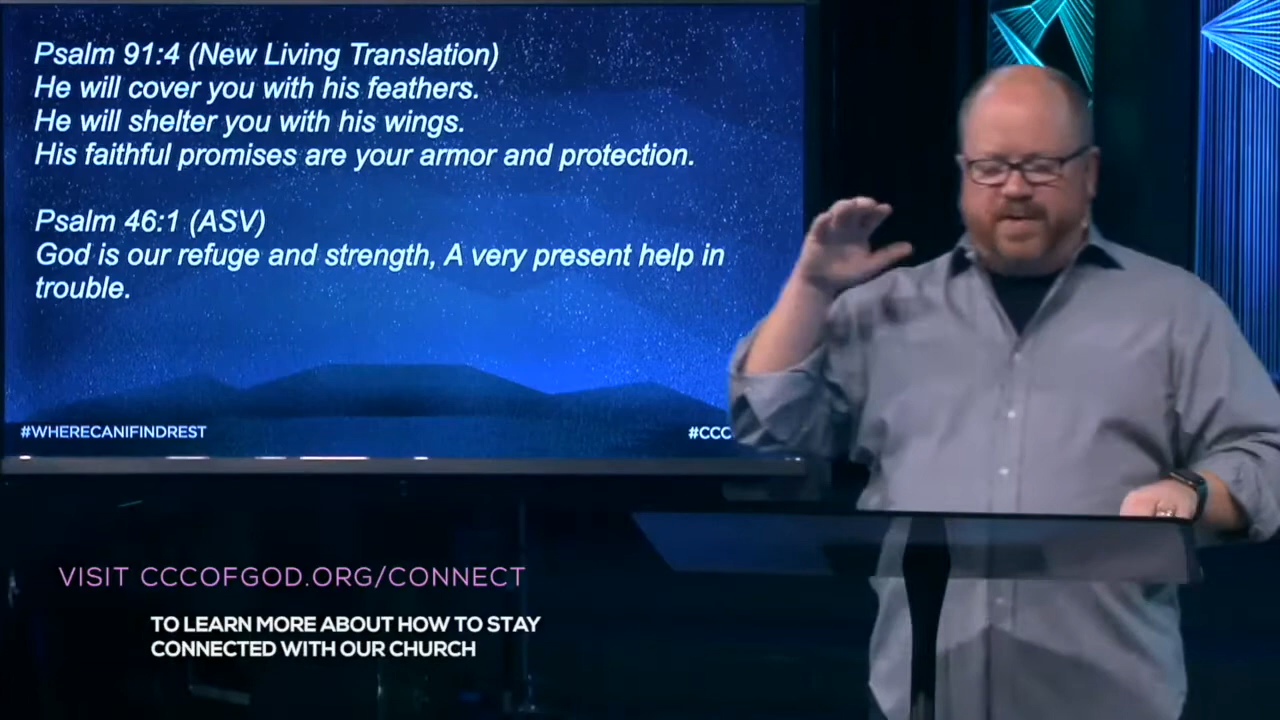 Psalm 91:4 (New Living Translation)
He will cover you with his feathers.
He will shelter you with his wings.
His faithful promises are your armor and protection.
Psalm 46:1 (ASV)
God is our refuge and strength, A very present help in
trouble.
#WHERECANIFINDREST
#CCC
VISIT CCCOFGOD.ORG/CONNECT
TO LEARN MORE ABOUT HOW TO STAY
CONNECTED WITH OUR CHURCH